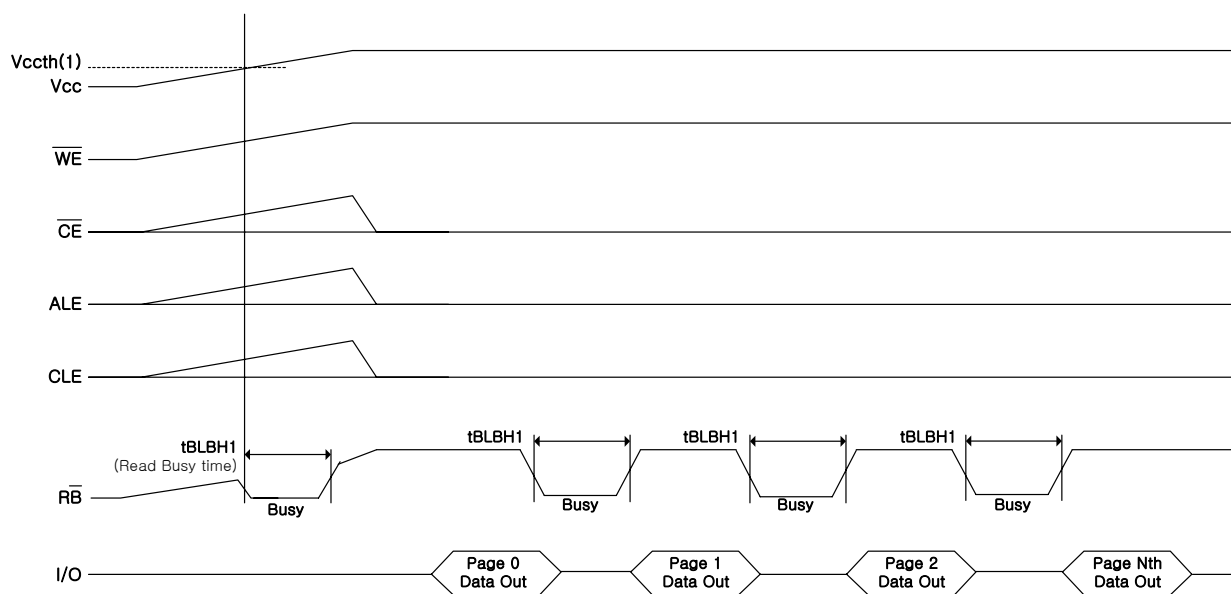 Vccth(1)
Vcc
WE
CE
ALE
CLE
tBLBH1
(Read Busy time)
tBLBH1
tBLBH1
tBLBH1
RB
Busy
Busy
Busy
Busy
I/O
Page 0
Data Out
Page 1
Data Out
Page 2
Data Out
Page Nth
Data Out